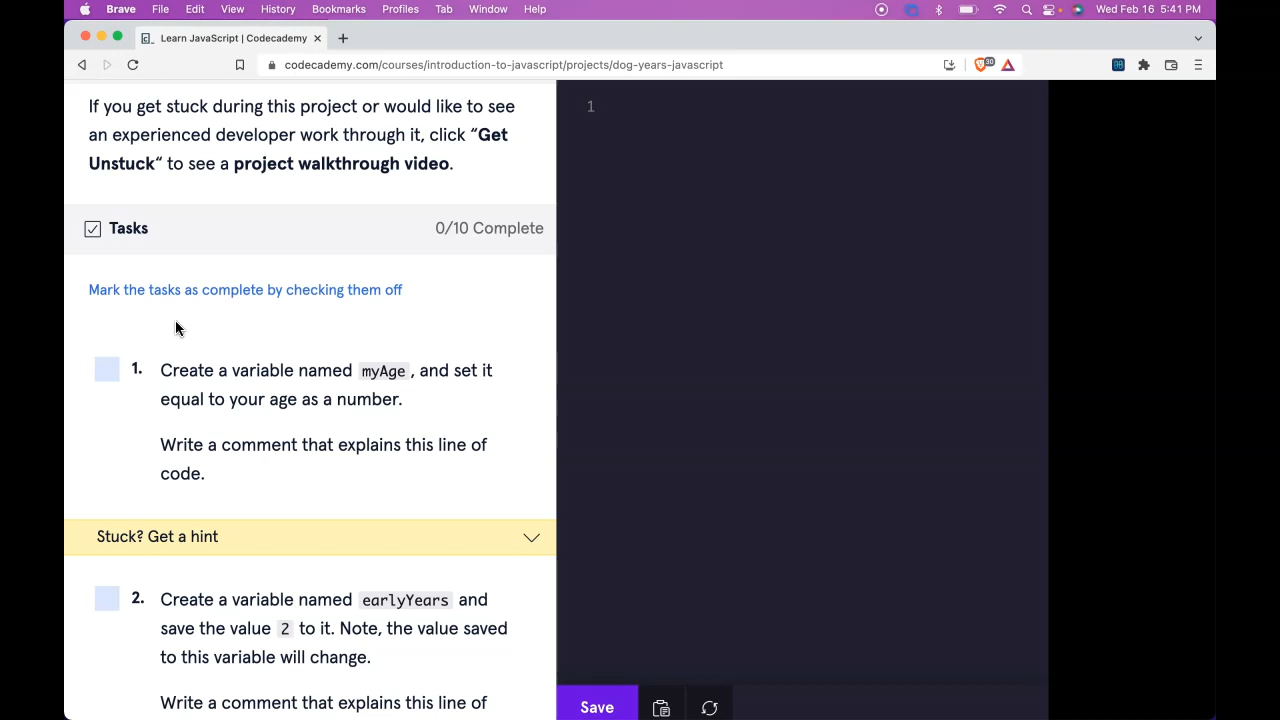 Brave File Edit View History Bookmarks Profiles Tab Window Help Wed Feb 16 5:41 PM
Learn JavaScript | Codecademy
codecademy.com/courses/introduction-to-javascript/projects/dog-years-javascript
If you get stuck during this project or would like to see
an experienced developer work through it, click “Get
Unstuck“ to see a project walkthrough video.
Tasks 0/10 Complete
Mark the tasks as complete by checking them off
1. Create a variable named myAge, and set it
equal to your age as a number.
Write a comment that explains this line of
code.
Stuck? Get a hint
2. Create a variable named earlyYears and
save the value 2 to it. Note, the value saved
to this variable will change.
Write a comment that explains this line of
1
Save